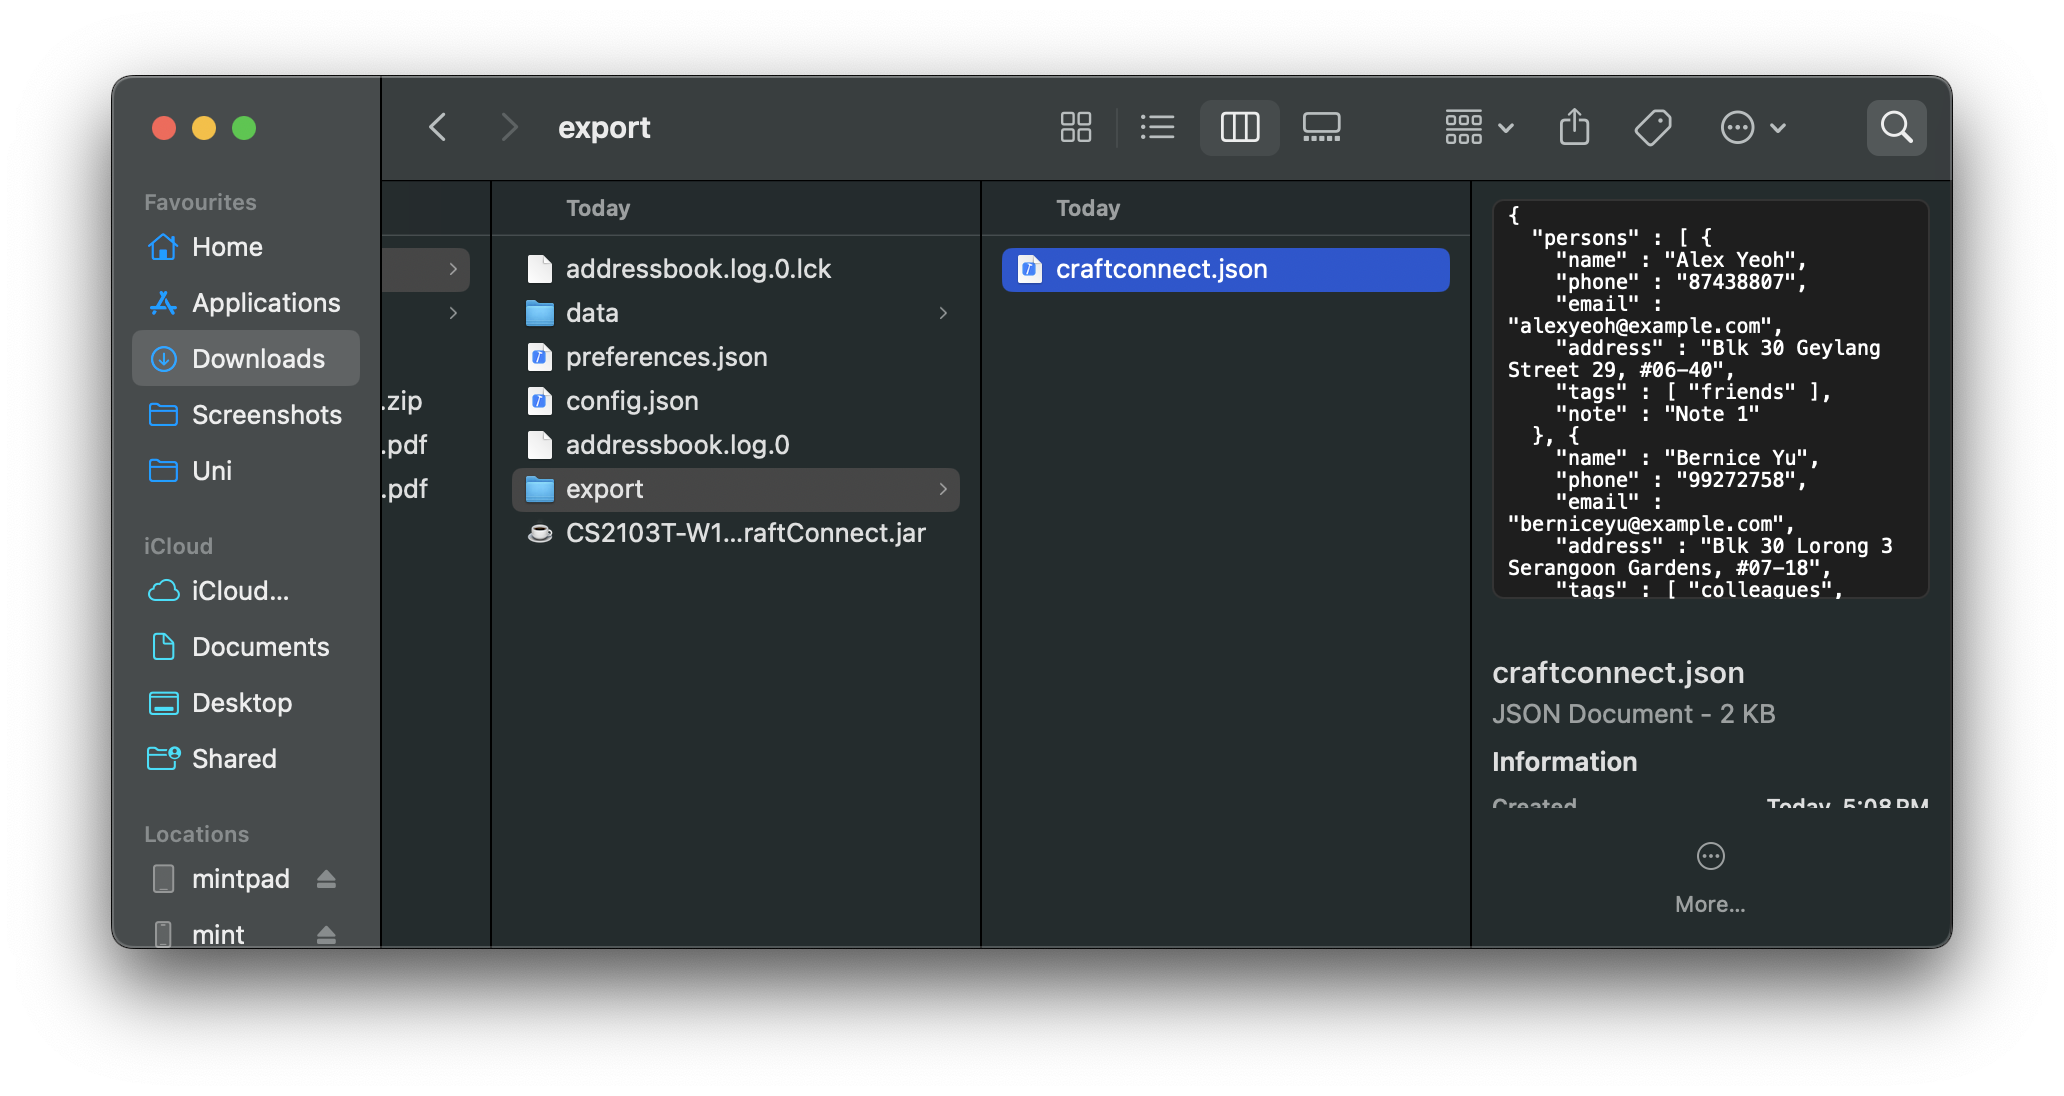 export
Favourites
Home
Applications
Downloads
Screenshots
Uni
iCloud
iCloud...
Documents
Desktop
Shared
Locations
mintpad
mint
.zip
.pdf
.pdf
Today
addressbook.log.0.lck
data
preferences.json
config.json
addressbook.log.0
export
CS2103T-W1...raftConnect.jar
Today
craftconnect.json
{
"persons" : [ {
"name" : "Alex Yeoh",
"phone" : "87438807",
"email" :
"alexyeoh@example.com",
"address" : "Blk 30 Geylang
Street 29, #06-40",
"tags" : [ "friends" ],
"note" : "Note 1"
}, {
"name" : "Bernice Yu",
"phone" : "99272758",
"email" :
"berniceyu@example.com",
"address" : "Blk 30 Lorong 3
Serangoon Gardens, #07-18",
"tags" : [ "colleagues",
craftconnect.json
JSON Document - 2 KB
Information
Created Today, 5:08 PM
More...